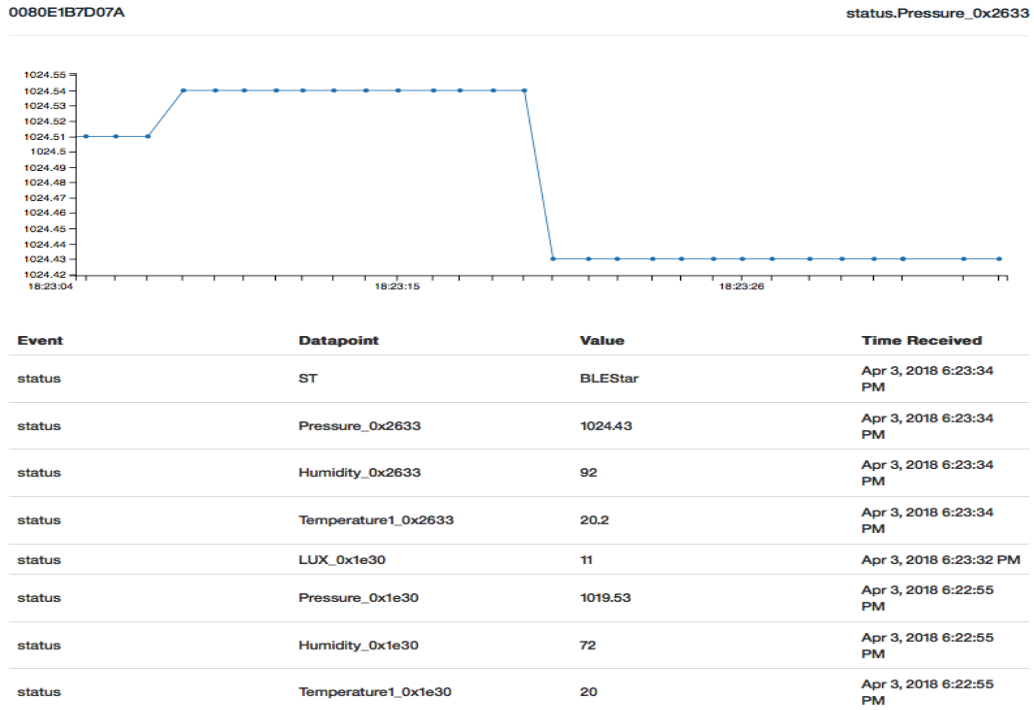 0080E1B7D07A status.Pressure_0x2633
1024.55
1024.54
1024.53
1024.52
1024.51
1024.5
1024.49
1024.48
1024.47
1024.46
1024.45
1024.44
1024.43
1024.42
18:23:04 18:23:15 18:23:26
Event Datapoint Value Time Received
status ST BLEStar Apr 3, 2018 6:23:34
PM
status Pressure_0x2633 1024.43 Apr 3, 2018 6:23:34
PM
status Humidity_0x2633 92 Apr 3, 2018 6:23:34
PM
status Temperature1_0x2633 20.2 Apr 3, 2018 6:23:34
PM
status LUX_0x1e30 11 Apr 3, 2018 6:23:32 PM
status Pressure_0x1e30 1019.53 Apr 3, 2018 6:22:55
PM
status Humidity_0x1e30 72 Apr 3, 2018 6:22:55
PM
status Temperature1_0x1e30 20 Apr 3, 2018 6:22:55
PM